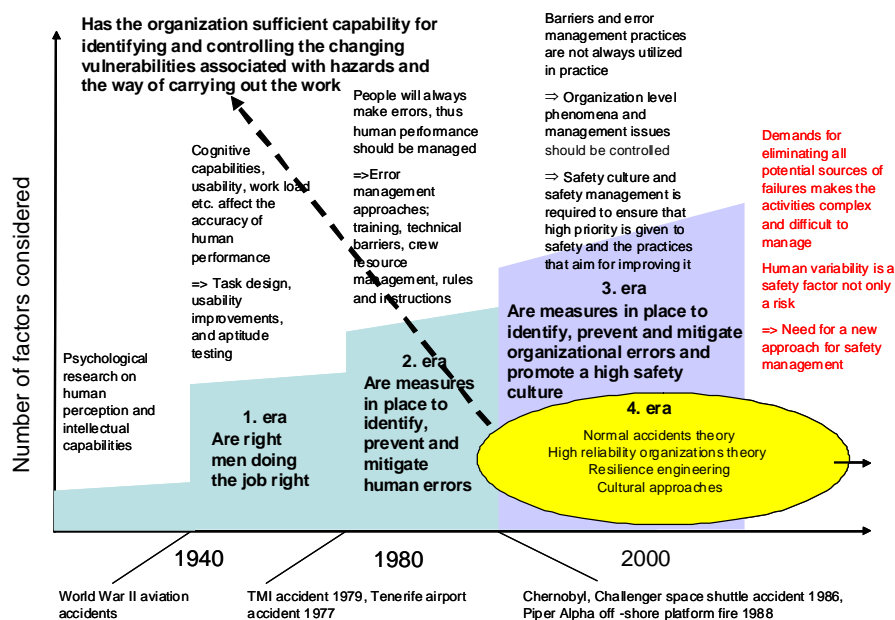 Has the organization sufficient capability for
identifying and controlling the changing
vulnerabilities associated with hazards and
the way of carrying out the work
Number of factors considered
Psychological
research on
human
perception and
intellectual
capabilities
Cognitive
capabilities,
usability, work load
etc. affect the
accuracy of
human
performance
=> Task design,
usability
improvements,
and aptitude
testing
1. era
Are right
men doing
the job right
People will always
make errors, thus
human performance
should be managed
=>Error
management
approaches;
training, technical
barriers, crew
resource
management, rules
and instructions
2. era
Are measures
in place to
identify,
prevent and
mitigate
human errors
Barriers and error
management practices
are not always utilized
in practice
⇒ Organization level
phenomena and
management issues
should be controlled
⇒ Safety culture and
safety management is
required to ensure that
high priority is given to
safety and the practices
that aim for improving it
3. era
Are measures in place to
identify, prevent and mitigate
organizational errors and
promote a high safety
culture
4. era
Normal accidents theory
High reliability organizations theory
Resilience engineering
Cultural approaches
Demands for
eliminating all
potential sources of
failures makes the
activities complex
and difficult to
manage
Human variability is a
safety factor not only
a risk
=> Need for a new
approach for safety
management
1940
1980
2000
World War II aviation
accidents
TMI accident 1979, Tenerife airport
accident 1977
Chernobyl, Challenger space shuttle accident 1986,
Piper Alpha off -shore platform fire 1988